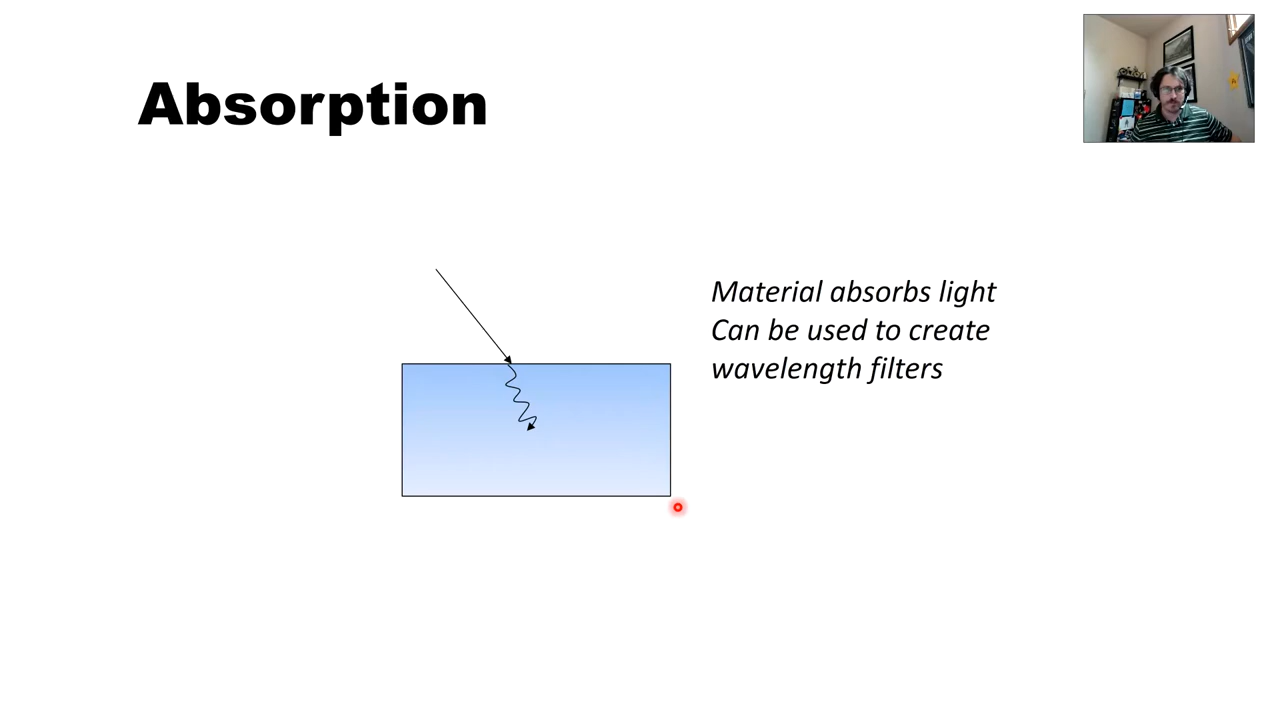 Absorption
Material absorbs light
Can be used to create
wavelength filters